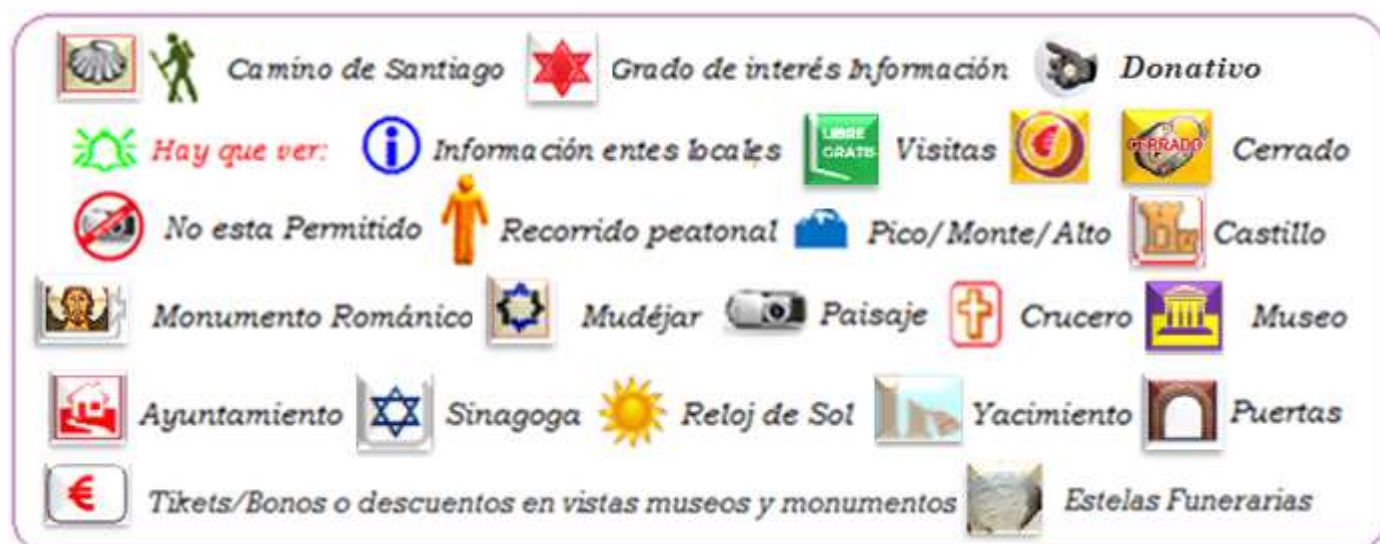 Camino de Santiago Grado de interés Información Donativo
Hay que ver: Información entes locales LIBRE GRATIS Visitas € CERRADO Cerrado
No esta Permitido Recorrido peatonal Pico/Monte/Alto Castillo
Monumento Románico Mudéjar Paisaje Crucero Museo
Ayuntamiento Sinagoga Reloj de Sol Yacimiento Puertas
€ Tikets/Bonos o descuentos en vistas museos y monumentos Estelas Funerarias